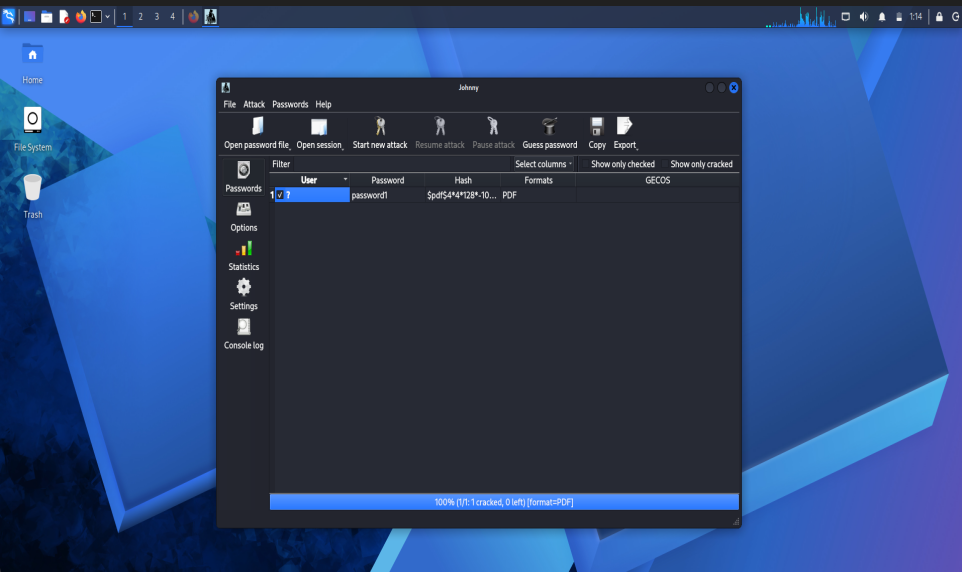 1 2 3 4
1:14
Home
File System
Trash
Johnny
File Attack Passwords Help
Open password file Open session Start new attack Resume attack Pause attack Guess password Copy Export
Filter Select columns Show only checked Show only cracked
Passwords
Options
Statistics
Settings
Console log
User Password Hash Formats GECOS
1 ? password1 $pdf$4*4*128*-10... PDF
100% (1/1: 1 cracked, 0 left) [format=PDF]